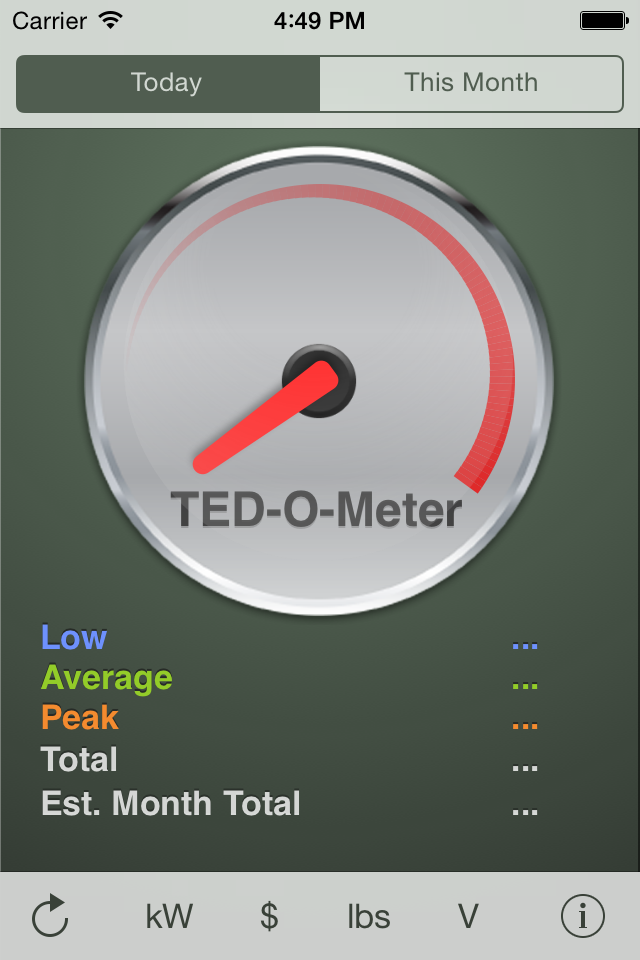 Carrier 4:49 PM
Today This Month
TED-O-Meter
Low ...
Average ...
Peak ...
Total ...
Est. Month Total ...
kW $ lbs V i